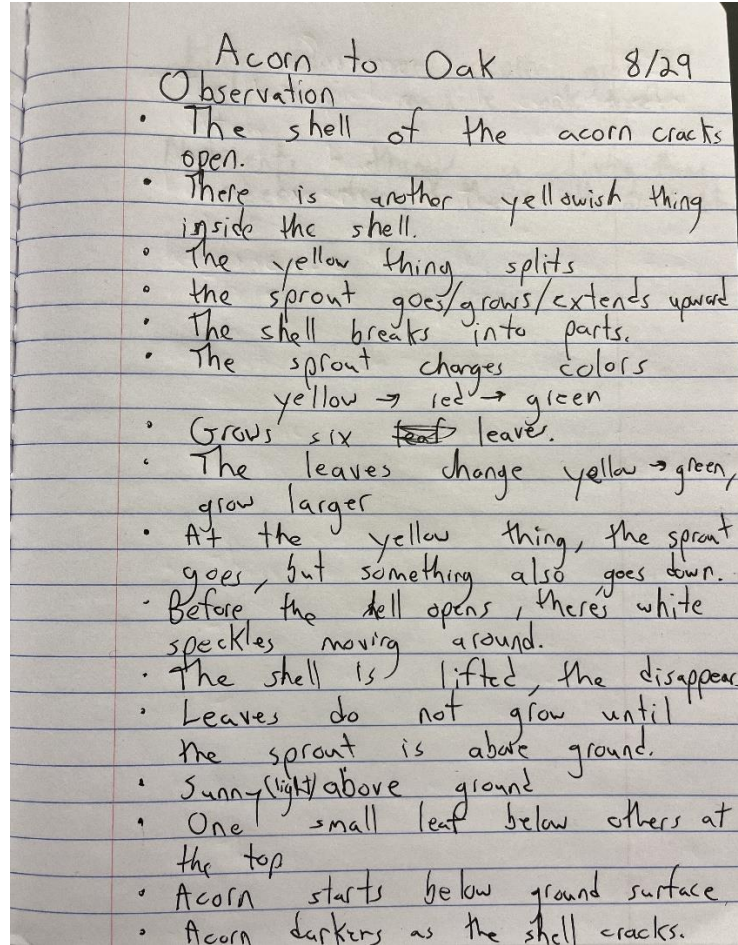 Acorn to Oak 8/29
Observation
• The shell of the acorn cracks
open.
• There is another yellowish thing
inside the shell.
• The yellow thing splits
• the sprout goes/grows/extends upward
• The shell breaks into parts.
• The sprout changes colors
yellow → red → green
• Grows six leaves.
• The leaves change yellow → green,
grow larger
• At the yellow thing, the sprout
goes, but something also goes down.
• Before the shell opens, there's white
speckles moving around.
• The shell is lifted, the disappear
• Leaves do not grow until
the sprout is above ground.
• Sunny (light) above ground
• One small leaf below others at
the top
• Acorn starts below ground surface
• Acorn darkers as the shell cracks.